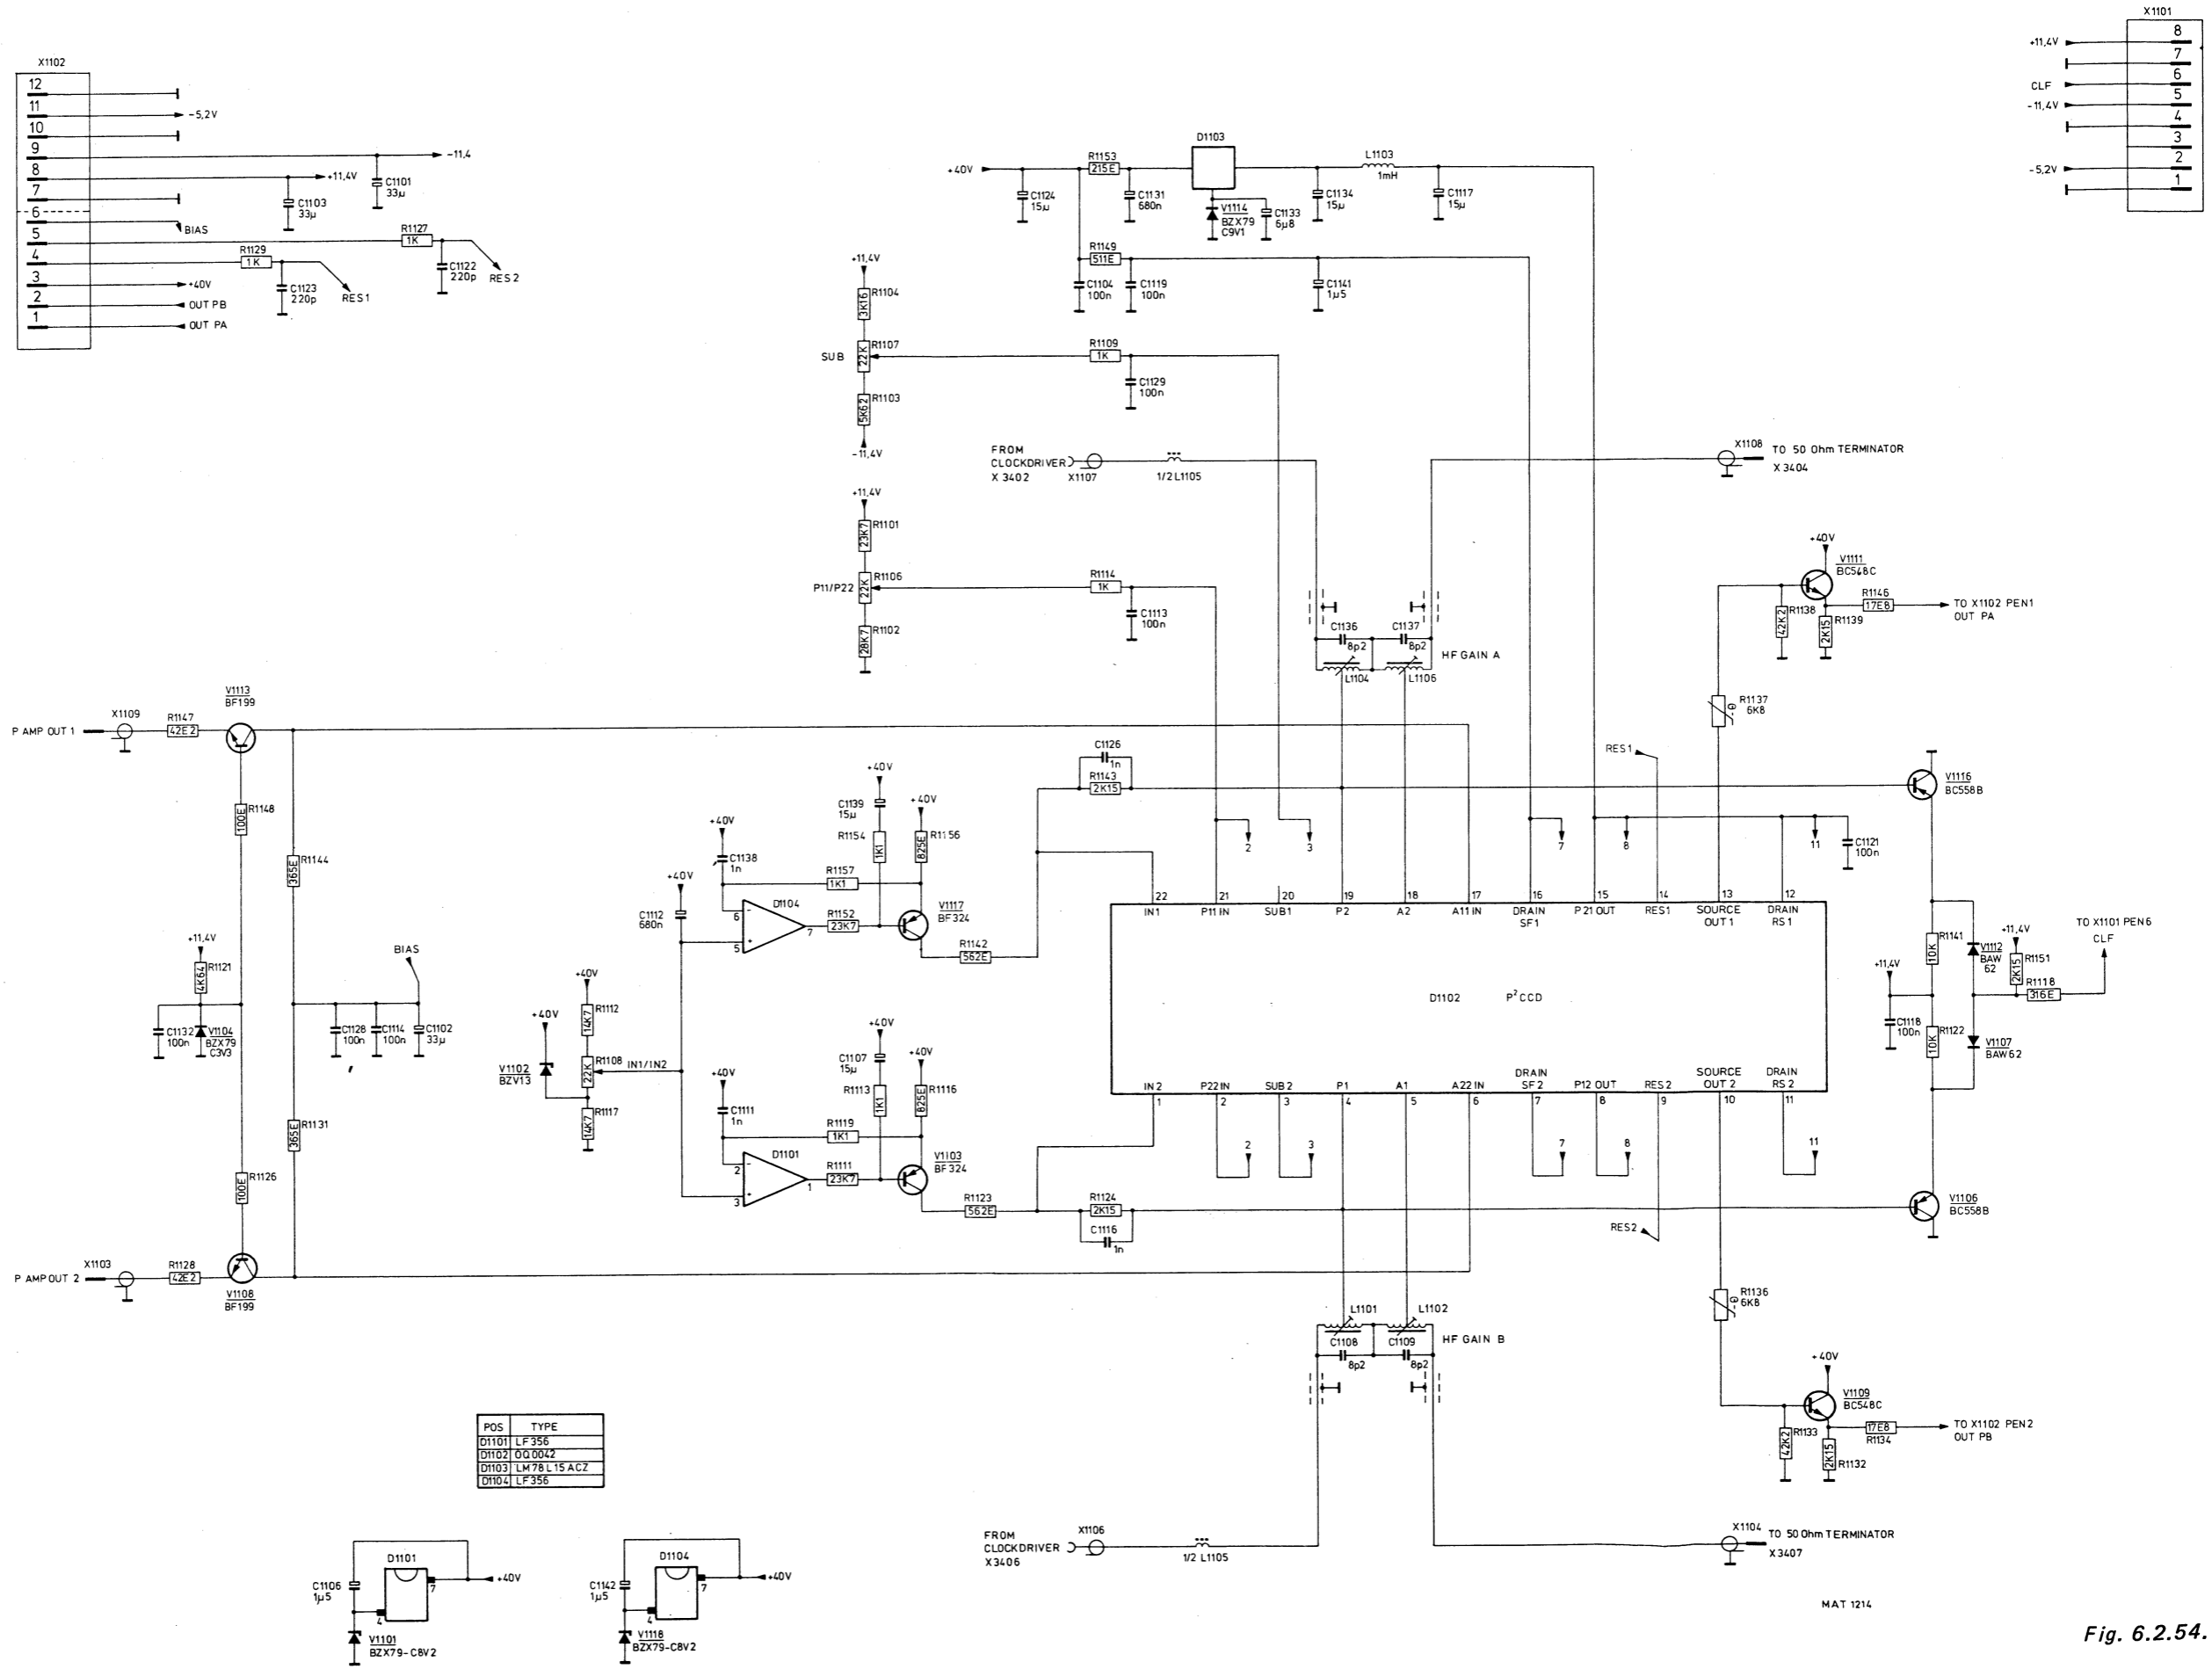 X1102
12
11
-5,2V
10
9
-11,4
8
+11,4V
7
6
BIAS
5
4
3
+40V
2
OUT PB
1
OUT PA
C1101
33µ
C1103
33µ
R1127
1K
C1122
220p
RES 2
R1129
1K
C1123
220p
RES 1
X1101
8
7
6
5
4
3
2
1
+11,4V
CLF
-11,4V
-5,2V
+40V
C1124
15µ
R1153
215E
C1131
680n
D1103
V1114
BZX79
C9V1
C1133
6µ8
C1134
15µ
L1103
1mH
C1117
15µ
R1149
511E
C1104
100n
C1119
100n
C1141
1µ5
+11,4V
R1104
3K16
SUB
R1107
22K
R1103
5K62
-11,4V
R1109
1K
C1129
100n
FROM
CLOCKDRIVER
X 3402
X1107
1/2 L1105
X1108
TO 50 Ohm TERMINATOR
X 3404
+11,4V
R1101
23K7
P11/P22
R1106
22K
R1102
28K7
R1114
1K
C1113
100n
C1136
8p2
C1137
8p2
HF GAIN A
L1104
L1106
+40V
V1111
BC548C
R1138
42K2
R1139
2K15
R1146
17E8
TO X1102 PEN1
OUT PA
R1137
6K8
-θ
P AMP OUT 1
X1109
R1147
42E2
V1113
BF199
R1148
100E
R1144
365E
+11,4V
R1121
4K64
BIAS
C1132
100n
V1104
BZX79
C3V3
C1128
100n
C1114
100n
C1102
33µ
R1131
365E
R1126
100E
P AMP OUT 2
X1103
R1128
42E2
V1108
BF199
+40V
C1139
15µ
R1154
1K1
+40V
R1156
825E
+40V
C1138
1n
R1157
1K1
+40V
C1112
680n
D1104
6
-
5
+
7
R1152
23K7
V1117
BF324
R1142
562E
C1126
1n
R1143
2K15
+40V
R1112
14K7
+40V
V1102
BZV13
R1108
22K
IN1/IN2
R1117
14K7
+40V
C1107
15µ
R1113
1K1
+40V
R1116
825E
+40V
C1111
1n
R1119
1K1
D1101
2
-
3
+
1
R1111
23K7
V1103
BF324
R1123
562E
R1124
2K15
C1116
1n
RES1
2
3
7
8
11
C1121
100n
22
21
20
19
18
17
16
15
14
13
12
IN1
P11 IN
SUB1
P2
A2
A11 IN
DRAIN
SF1
P 21 OUT
RES1
SOURCE
OUT 1
DRAIN
RS 1
D1102
P²CCD
IN 2
P22 IN
SUB 2
P1
A1
A22 IN
DRAIN
SF 2
P12 OUT
RES 2
SOURCE
OUT 2
DRAIN
RS 2
1
2
3
4
5
6
7
8
9
10
11
2
3
7
8
11
RES2
V1116
BC558B
R1141
10K
V1112
BAW
62
+11,4V
R1151
2K15
R1118
316E
TO X1101 PEN 6
CLF
+11,4V
C1118
100n
R1122
10K
V1107
BAW62
V1106
BC558B
L1101
L1102
C1108
8p2
C1109
8p2
HF GAIN B
R1136
6K8
-θ
+40V
V1109
BC548C
R1133
42K2
R1132
2K15
17E8
R1134
TO X1102 PEN 2
OUT PB
POS TYPE
D1101 LF356
D1102 OQ0042
D1103 LM78L15ACZ
D1104 LF356
D1101
7
+40V
C1106
1µ5
4
V1101
BZX79-C8V2
D1104
7
+40V
C1142
1µ5
4
V1118
BZX79-C8V2
FROM
CLOCKDRIVER
X3406
X1106
1/2 L1105
X1104
TO 50 Ohm TERMINATOR
X3407
MAT 1214
Fig. 6.2.54.